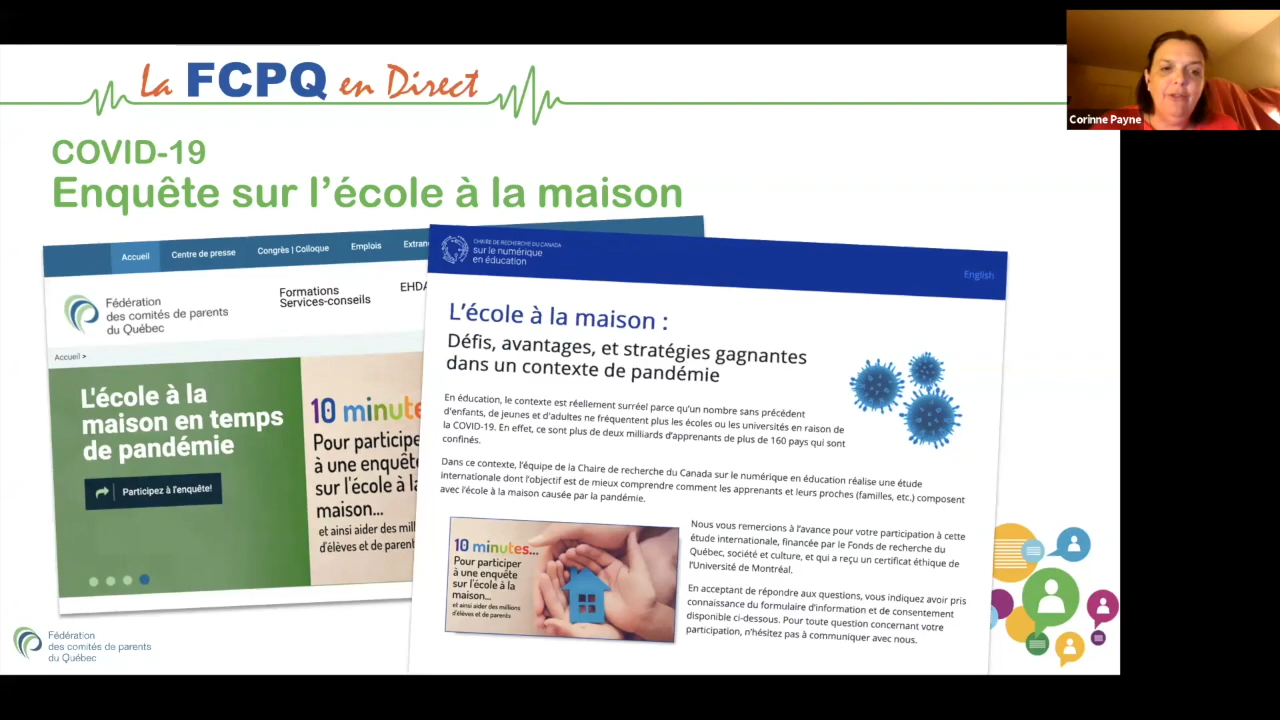 La FCPQ en Direct
Corinne Payne
COVID-19
Enquête sur l'école à la maison
Accueil
Centre de presse
Congrès | Colloque
Emplois
Fédération
des comités de parents
du Québec
Formations
Services-conseils
Accueil >
L'école à la
maison en temps
de pandémie
Participez à l'enquête!
10 minutes
Pour participe
à une enquête
sur l'école à l
maison...
et ainsi aider des mill
d'élèves et de parent
CHAIRE DE RECHERCHE DU CANADA
sur le numérique
en éducation
English
L'école à la maison :
Défis, avantages, et stratégies gagnantes
dans un contexte de pandémie
En éducation, le contexte est réellement surréel parce qu'un nombre sans précédent
d'enfants, de jeunes et d'adultes ne fréquentent plus les écoles ou les universités en raison de
la COVID-19. En effet, ce sont plus de deux milliards d'apprenants de plus de 160 pays qui sont
confinés.
Dans ce contexte, l'équipe de la Chaire de recherche du Canada sur le numérique en éducation réalise une étude
internationale dont l'objectif est de mieux comprendre comment les apprenants et leurs proches (familles, etc.) composent
avec l'école à la maison causée par la pandémie.
10 minutes...
Pour participer
à une enquête
sur l'école à la
maison...
et ainsi aider des millions
d'élèves et de parents
Nous vous remercions à l'avance pour votre participation à cette
étude internationale, financée par le Fonds de recherche du
Québec, société et culture, et qui a reçu un certificat éthique de
l'Université de Montréal.
En acceptant de répondre aux questions, vous indiquez avoir pris
connaissance du formulaire d'information et de consentement
disponible ci-dessous. Pour toute question concernant votre
participation, n'hésitez pas à communiquer avec nous.
Fédération
des comités de parents
du Québec